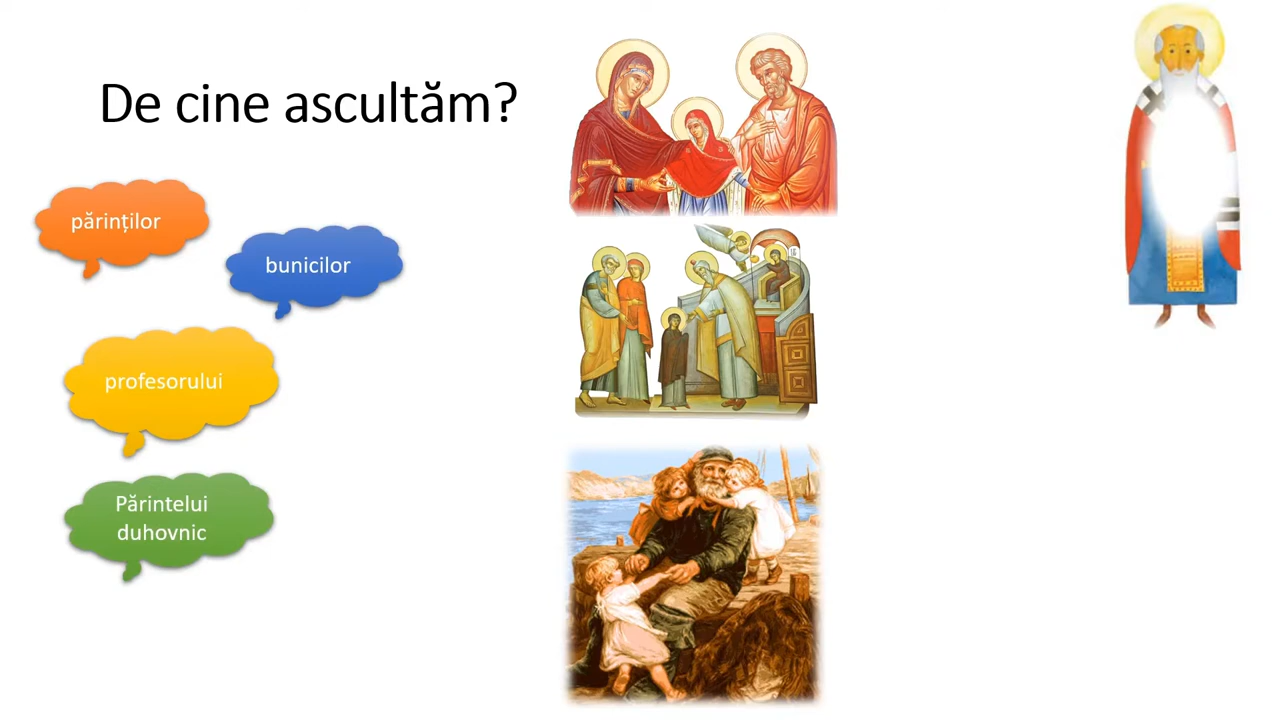 De cine ascultăm?
părinților
bunicilor
profesorului
Părintelui
duhovnic